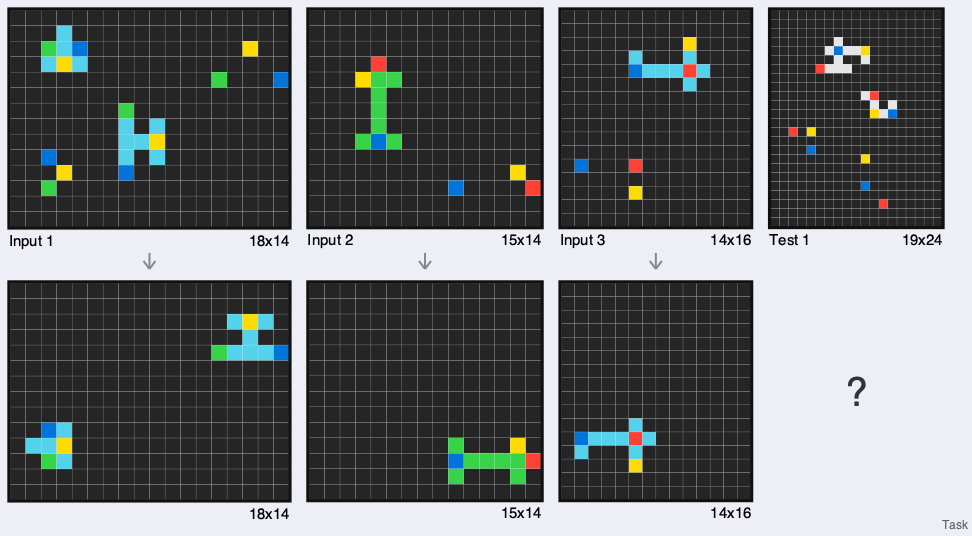 Input 1 18x14
Input 2 15x14
Input 3 14x16
Test 1 19x24
?
18x14
15x14
14x16
Task